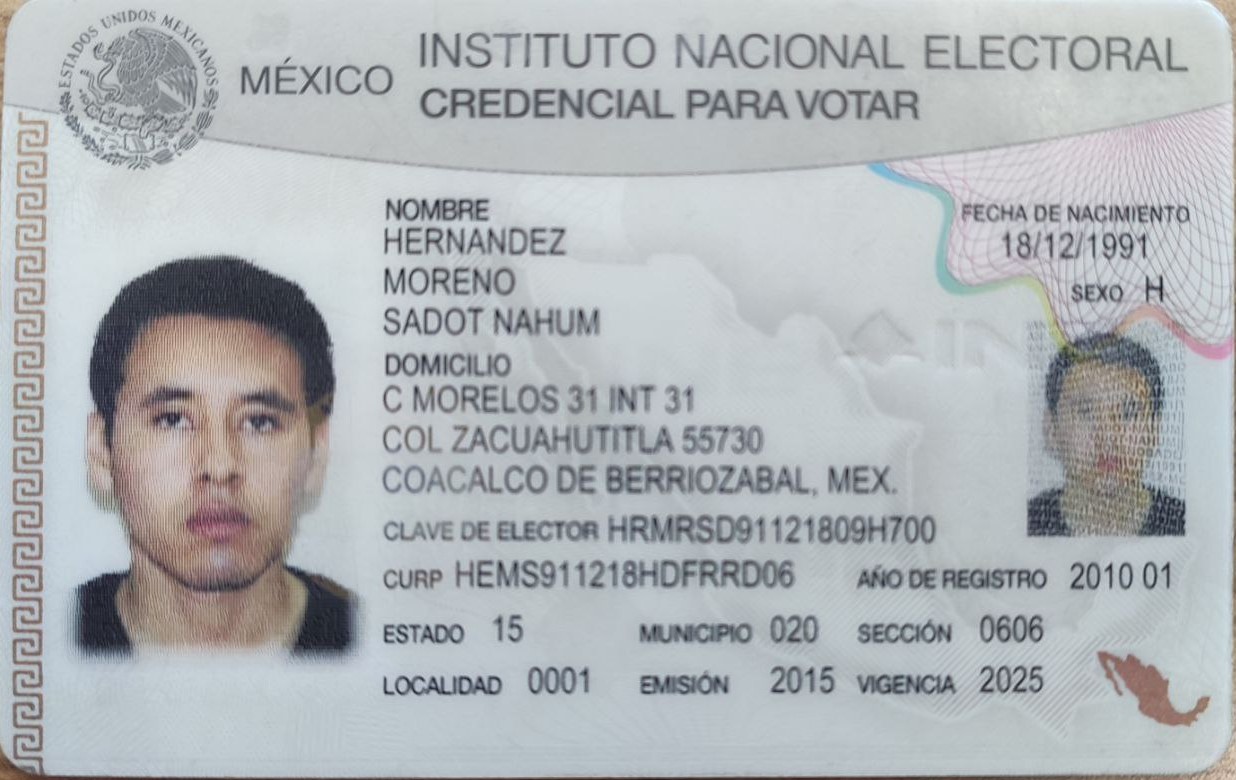 ESTADOS UNIDOS MEXICANOS
MÉXICO
INSTITUTO NACIONAL ELECTORAL
CREDENCIAL PARA VOTAR
NOMBRE
HERNANDEZ
MORENO
SADOT NAHUM
FECHA DE NACIMIENTO
18/12/1991
SEXO H
DOMICILIO
C MORELOS 31 INT 31
COL ZACUAHUTITLA 55730
COACALCO DE BERRIOZABAL, MEX.
CLAVE DE ELECTOR HRMRSD91121809H700
CURP HEMS911218HDFRRD06 AÑO DE REGISTRO 2010 01
ESTADO 15 MUNICIPIO 020 SECCIÓN 0606
LOCALIDAD 0001 EMISIÓN 2015 VIGENCIA 2025